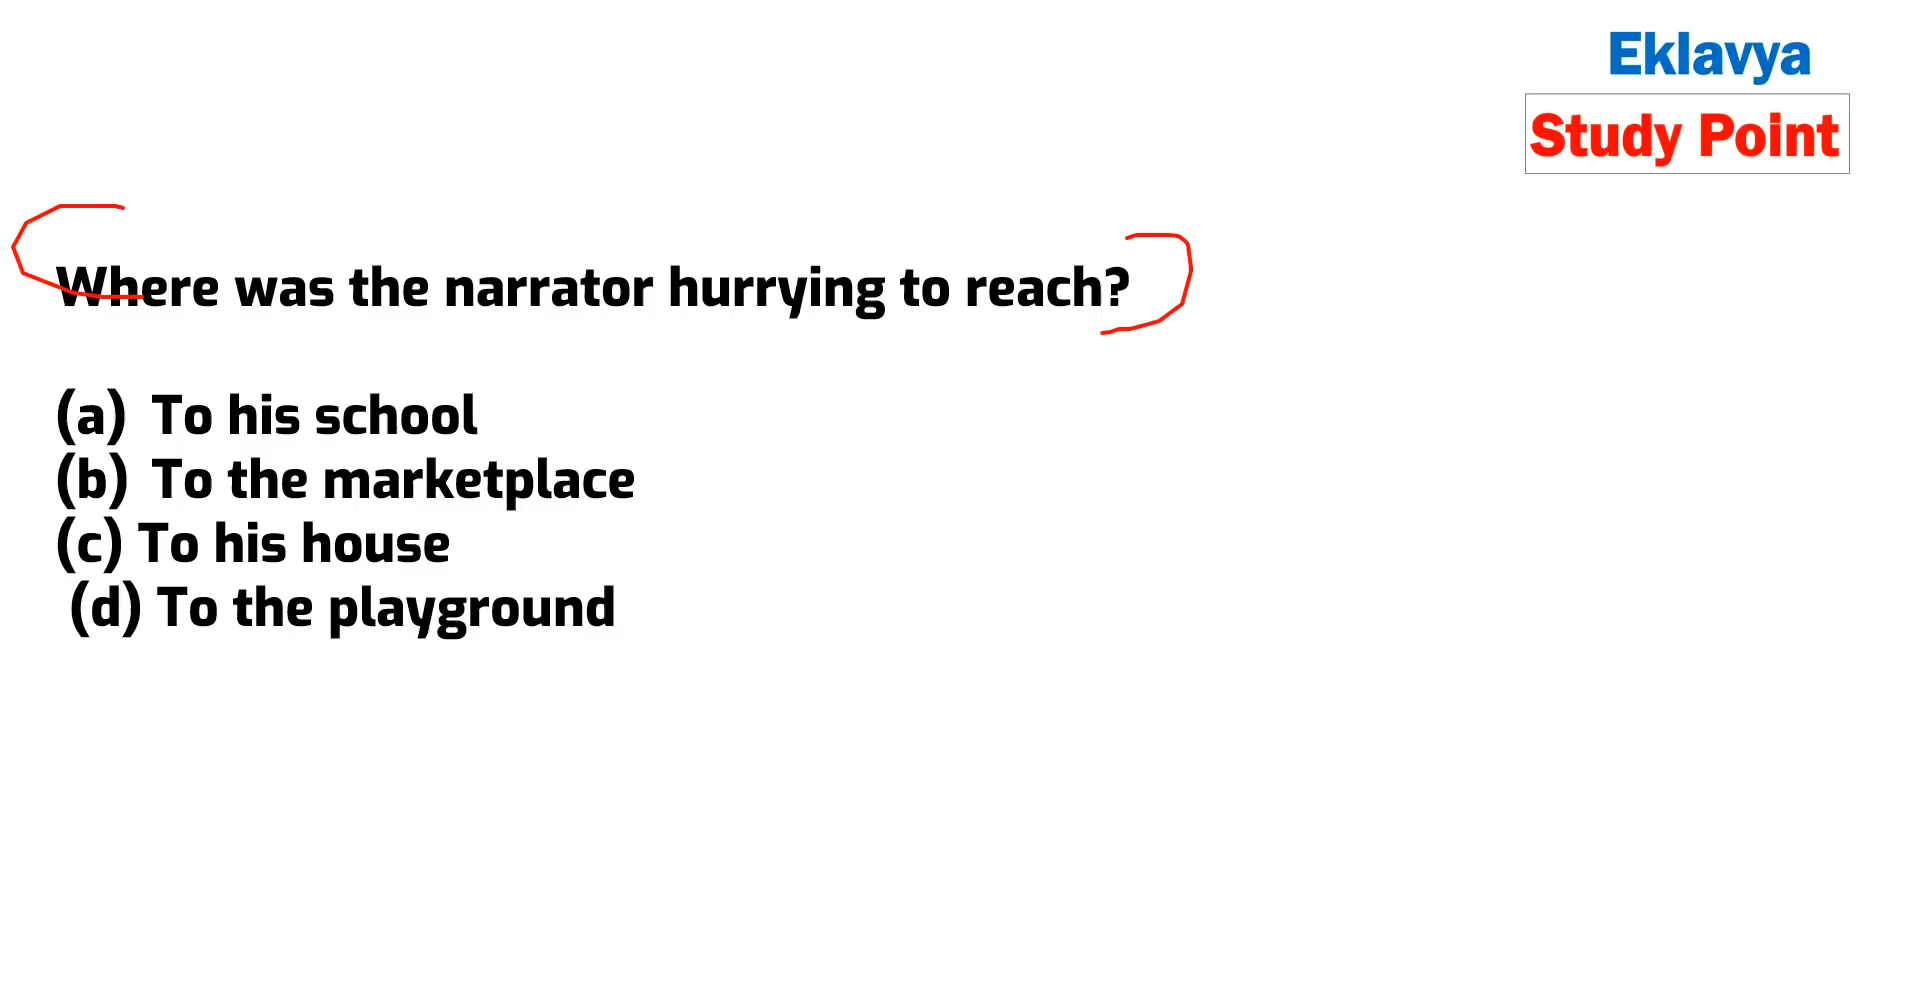 Eklavya
Study Point
Where was the narrator hurrying to reach?
(a) To his school
(b) To the marketplace
(c) To his house
(d) To the playground